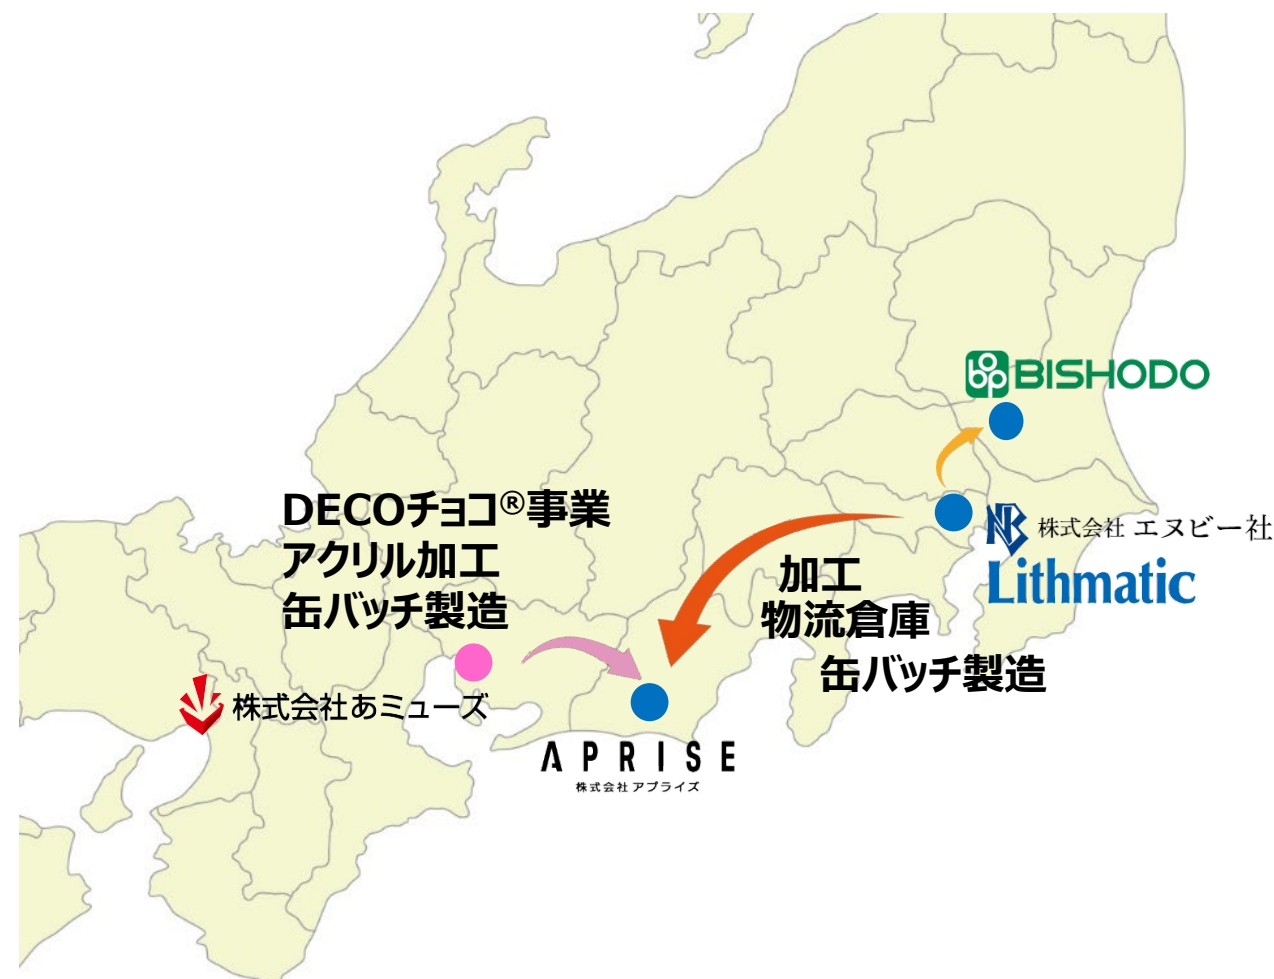 BISHODO
DECOチョコ®事業
アクリル加工
缶バッチ製造
株式会社 エヌビー社
Lithmatic
加工
物流倉庫
缶バッチ製造
株式会社あミューズ
APRISE
株式会社アプライズ